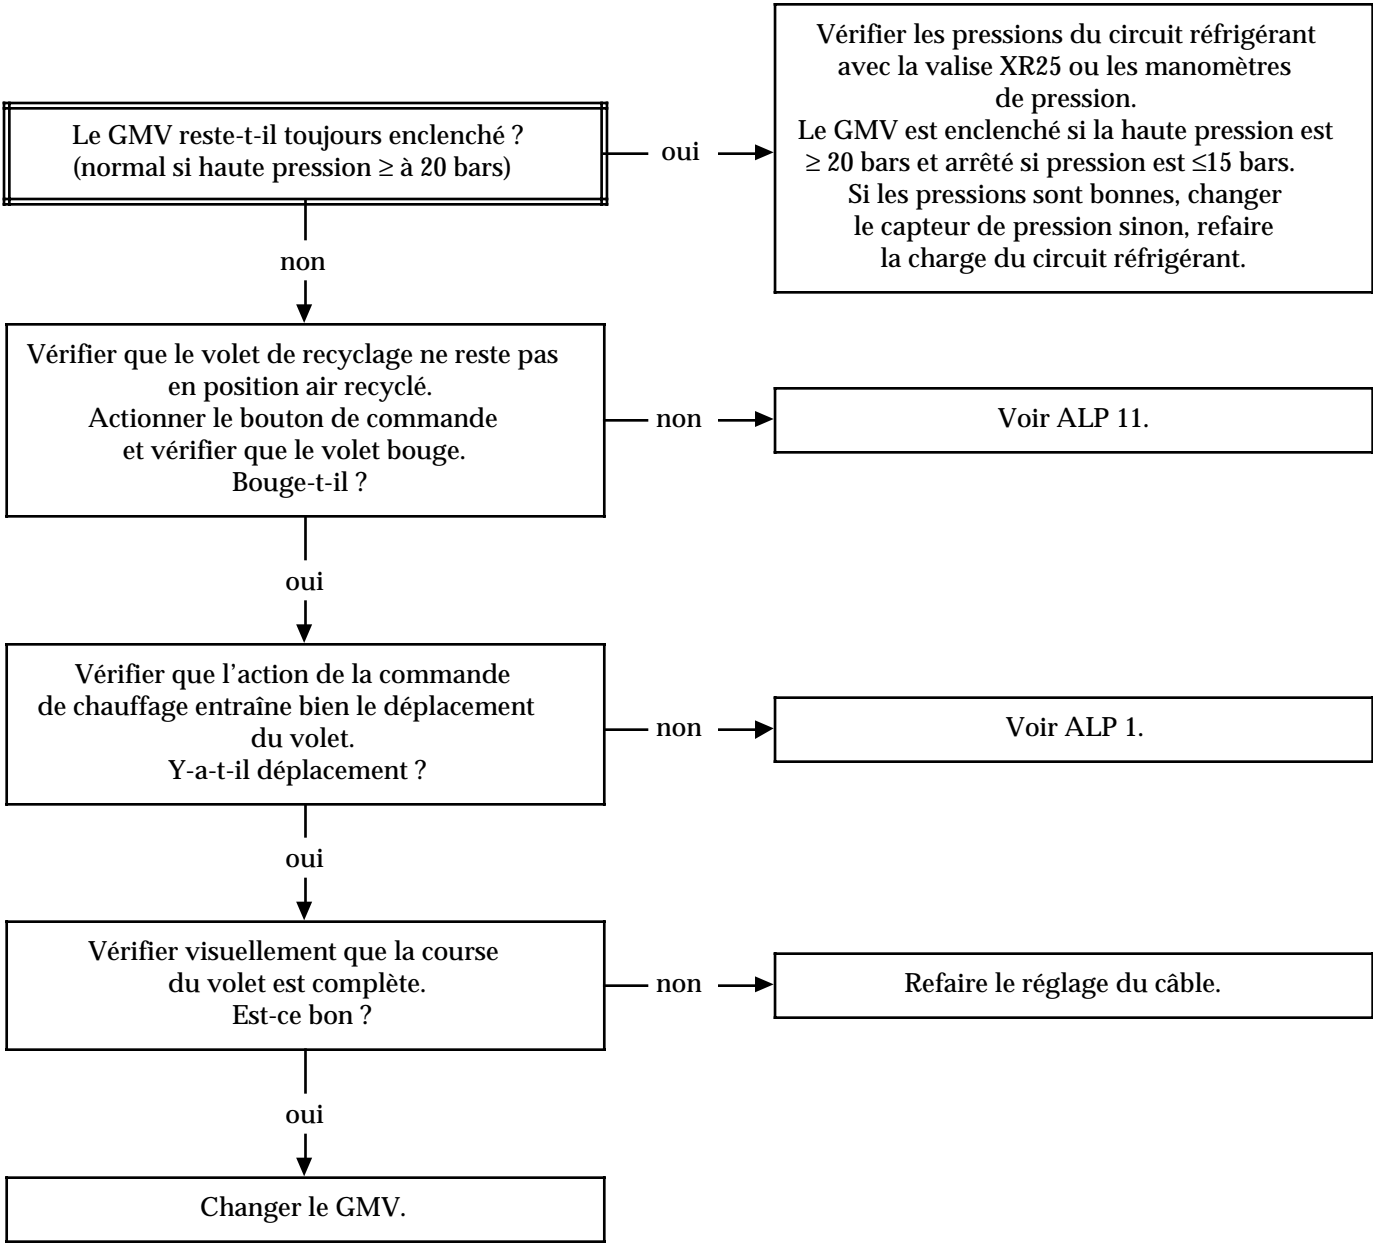 Le GMV reste-t-il toujours enclenché ?
(normal si haute pression ≥ à 20 bars)
oui
Vérifier les pressions du circuit réfrigérant
avec la valise XR25 ou les manomètres
de pression.
Le GMV est enclenché si la haute pression est
≥ 20 bars et arrêté si pression est ≤15 bars.
Si les pressions sont bonnes, changer
le capteur de pression sinon, refaire
la charge du circuit réfrigérant.
non
Vérifier que le volet de recyclage ne reste pas
en position air recyclé.
Actionner le bouton de commande
et vérifier que le volet bouge.
Bouge-t-il ?
non
Voir ALP 11.
oui
Vérifier que l’action de la commande
de chauffage entraîne bien le déplacement
du volet.
Y-a-t-il déplacement ?
non
Voir ALP 1.
oui
Vérifier visuellement que la course
du volet est complète.
Est-ce bon ?
non
Refaire le réglage du câble.
oui
Changer le GMV.